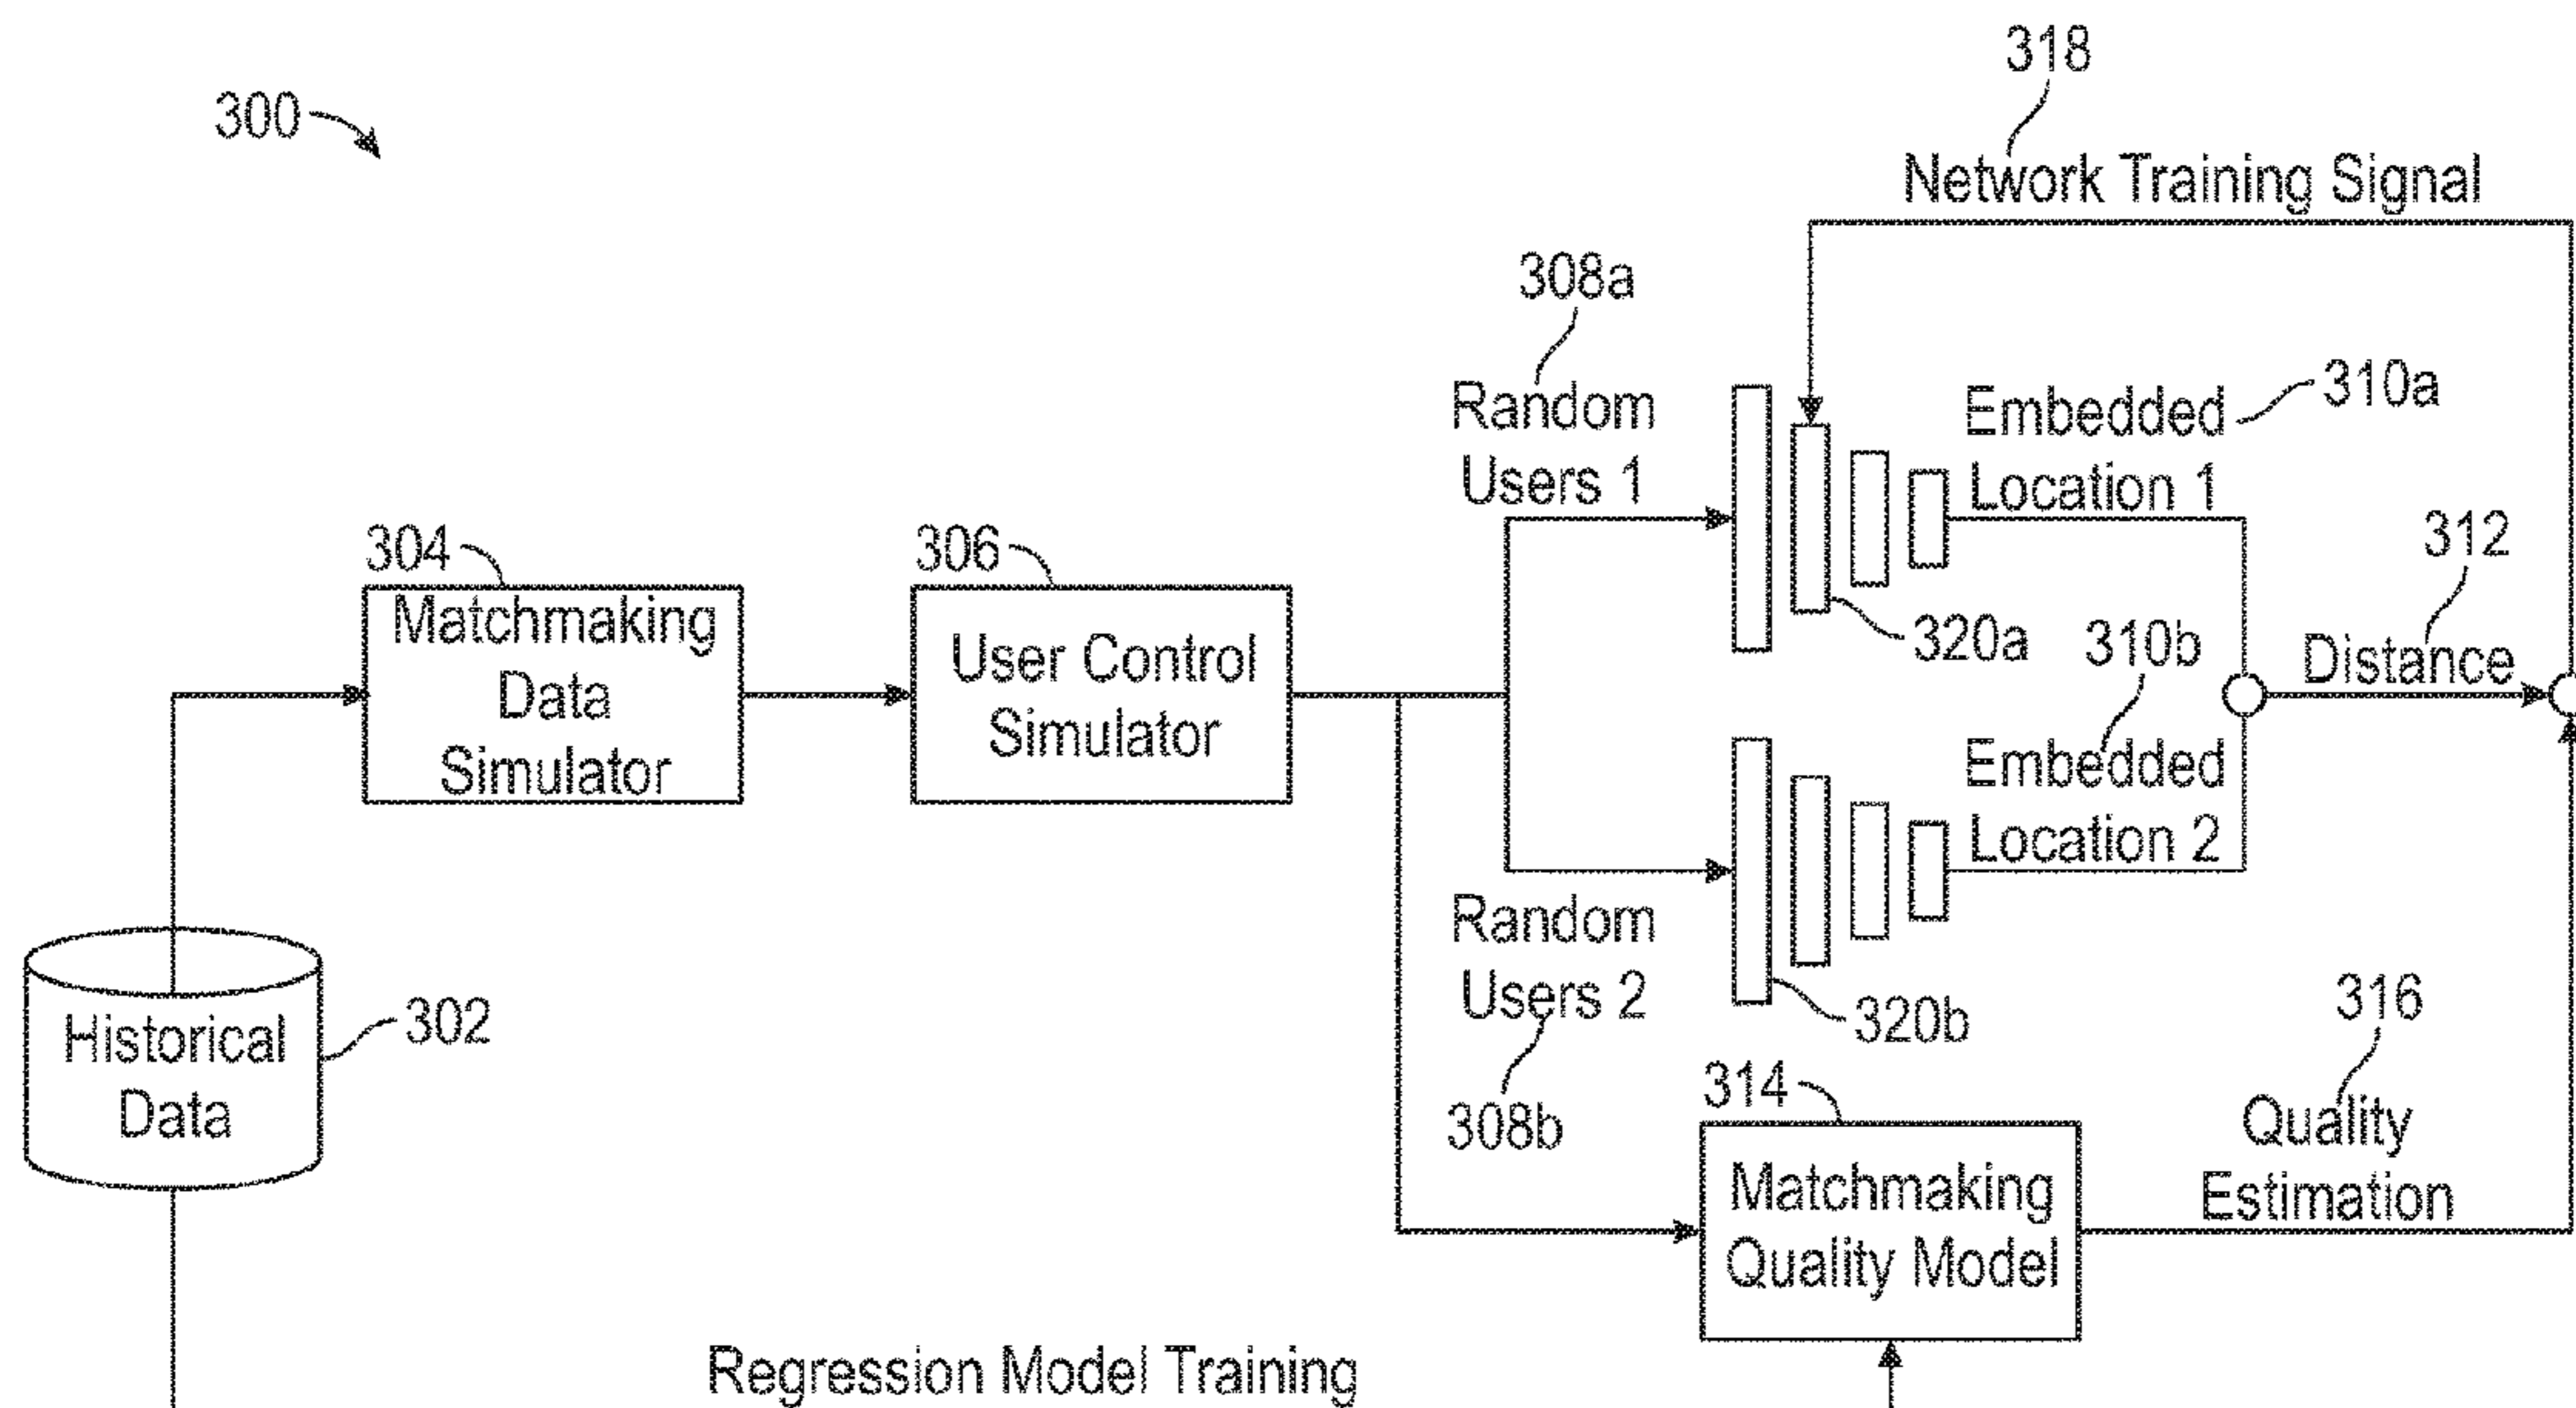 300
318
Network Training Signal
308a
Random
Users 1
Embedded
Location 1
310a
304
Matchmaking
Data
Simulator
306
User Control
Simulator
320a
310b
312
Distance
Embedded
Location 2
Random
Users 2
308b
320b
Historical
Data
302
314
Matchmaking
Quality Model
316
Quality
Estimation
Regression Model Training